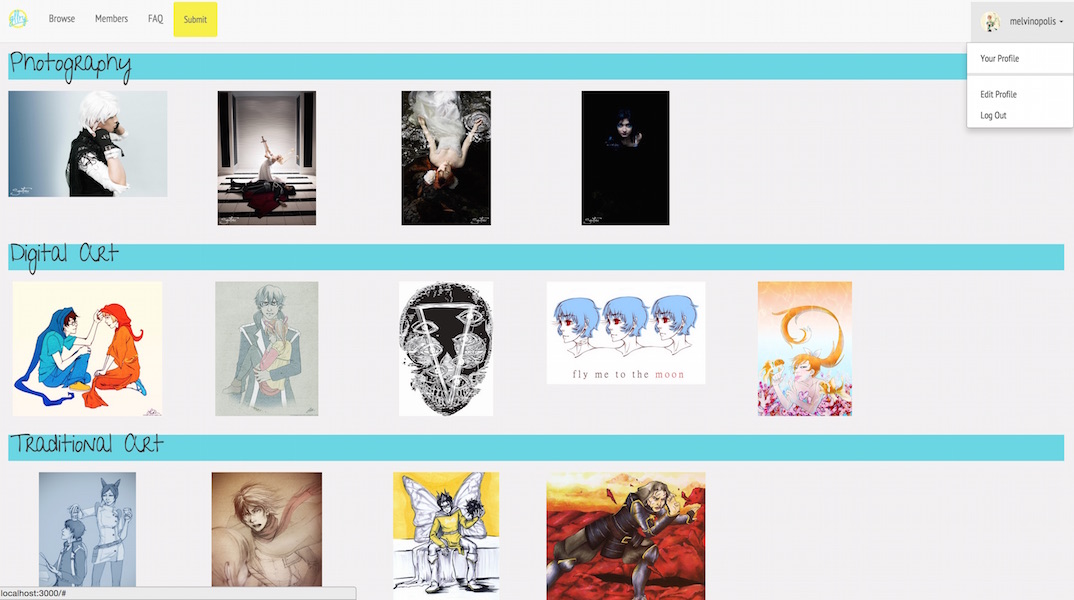 Browse Members FAQ Submit melvinopolis
Your Profile
Edit Profile
Log Out
Photography
Digital Art
fly me to the moon
Traditional Art
localhost:3000/#